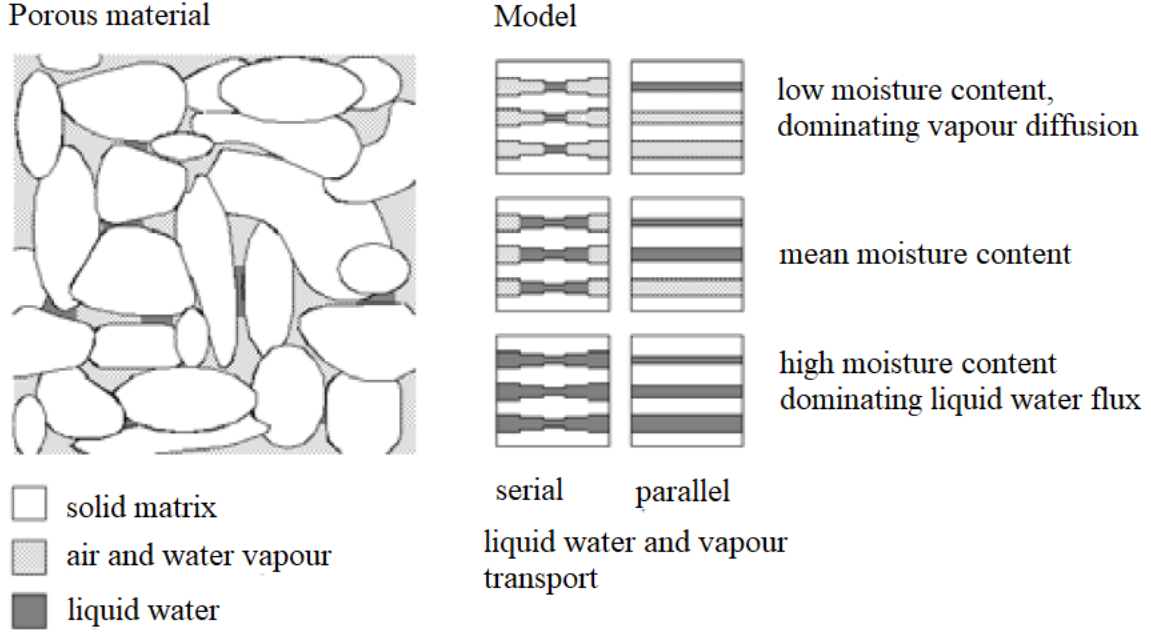 Porous material
Model
low moisture content,
dominating vapour diffusion
mean moisture content
high moisture content
dominating liquid water flux
serial
parallel
liquid water and vapour
transport
solid matrix
air and water vapour
liquid water